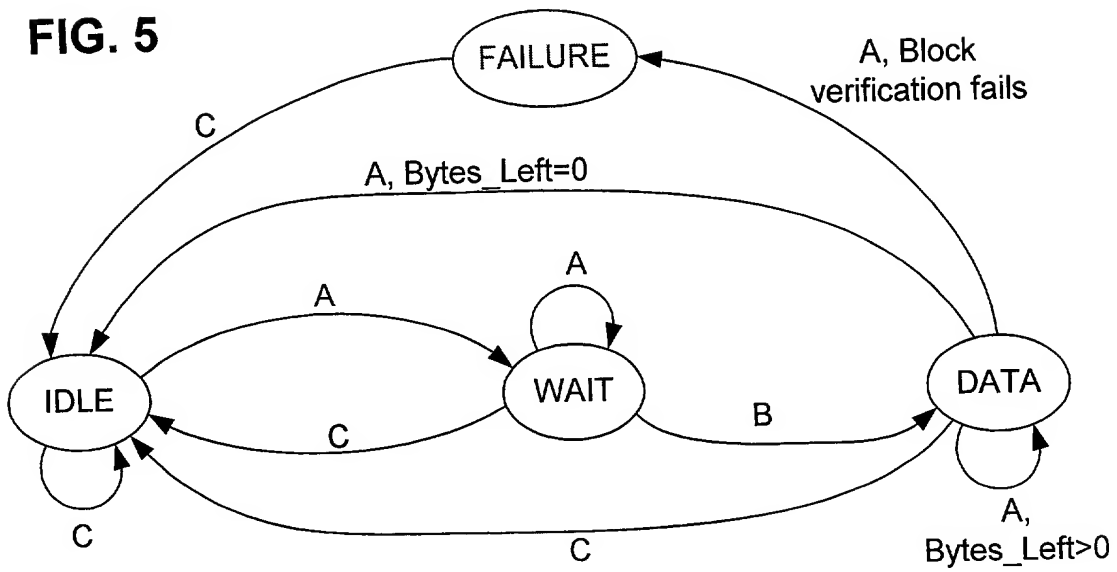 FIG. 5
FAILURE
A, Block
verification fails
C
A, Bytes_Left=0
A
A
IDLE
WAIT
DATA
C
B
C
C
A,
Bytes_Left>0